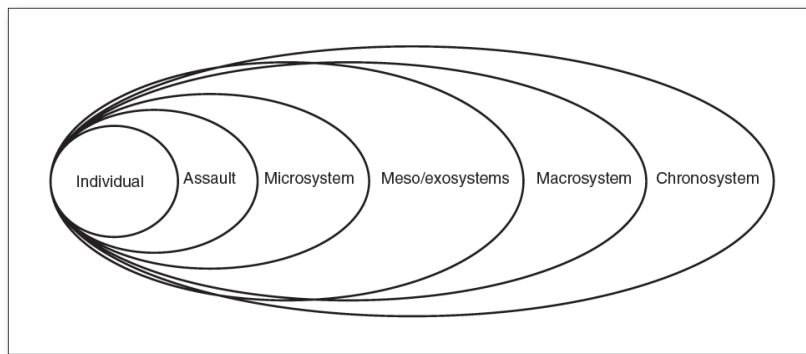 Individual
Assault
Microsystem
Meso/exosystems
Macrosystem
Chronosystem